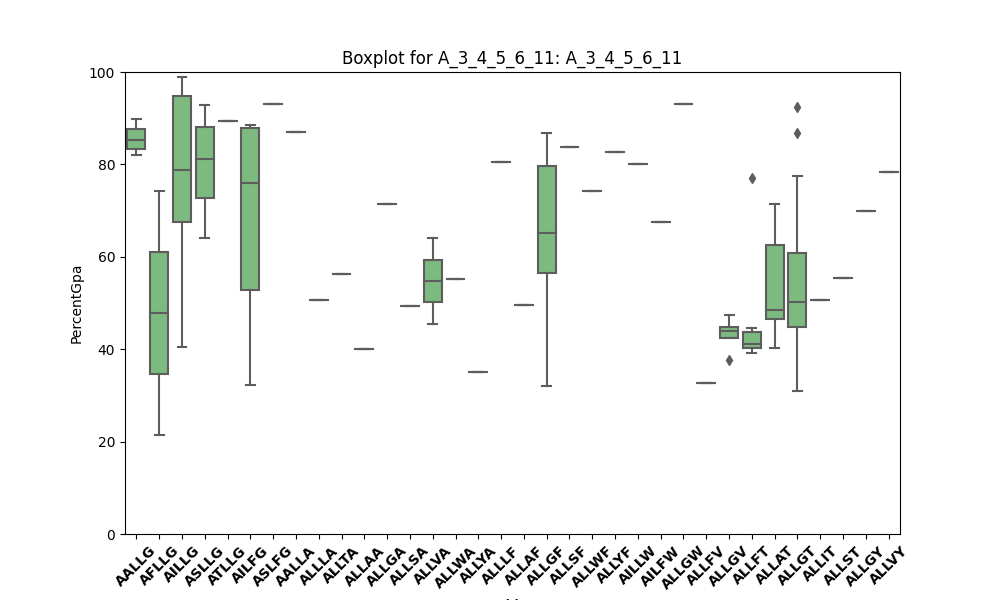 Boxplot for A_3_4_5_6_11: A_3_4_5_6_11
100
80
60
40
20
0
PercentGpa
AALLG
AFLLG
AILLG
ASLLG
ATLLG
AILFG
ASLFG
AALLA
ALLLA
ALLTA
ALLAA
ALLGA
ALLSA
ALLVA
ALLWA
ALLYA
ALLLF
ALLAF
ALLGF
ALLSF
ALLWF
ALLYF
AILLW
AILFW
ALLGW
ALLFV
ALLGV
ALLFT
ALLAT
ALLGT
ALLIT
ALLST
ALLGY
ALLVY